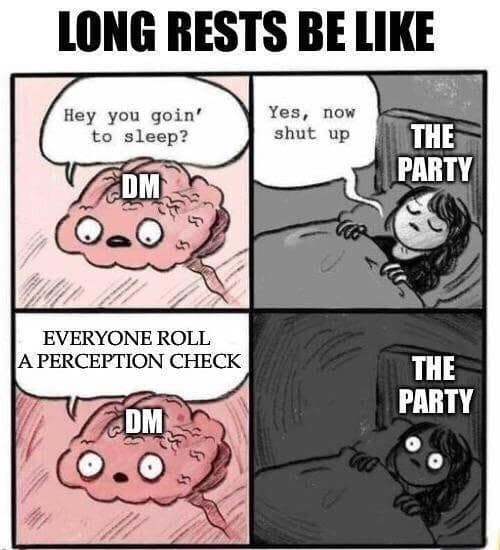 LONG RESTS BE LIKE
Hey you goin'
to sleep?
DM
Yes, now
shut up
THE
PARTY
EVERYONE ROLL
A PERCEPTION CHECK
DM
THE
PARTY